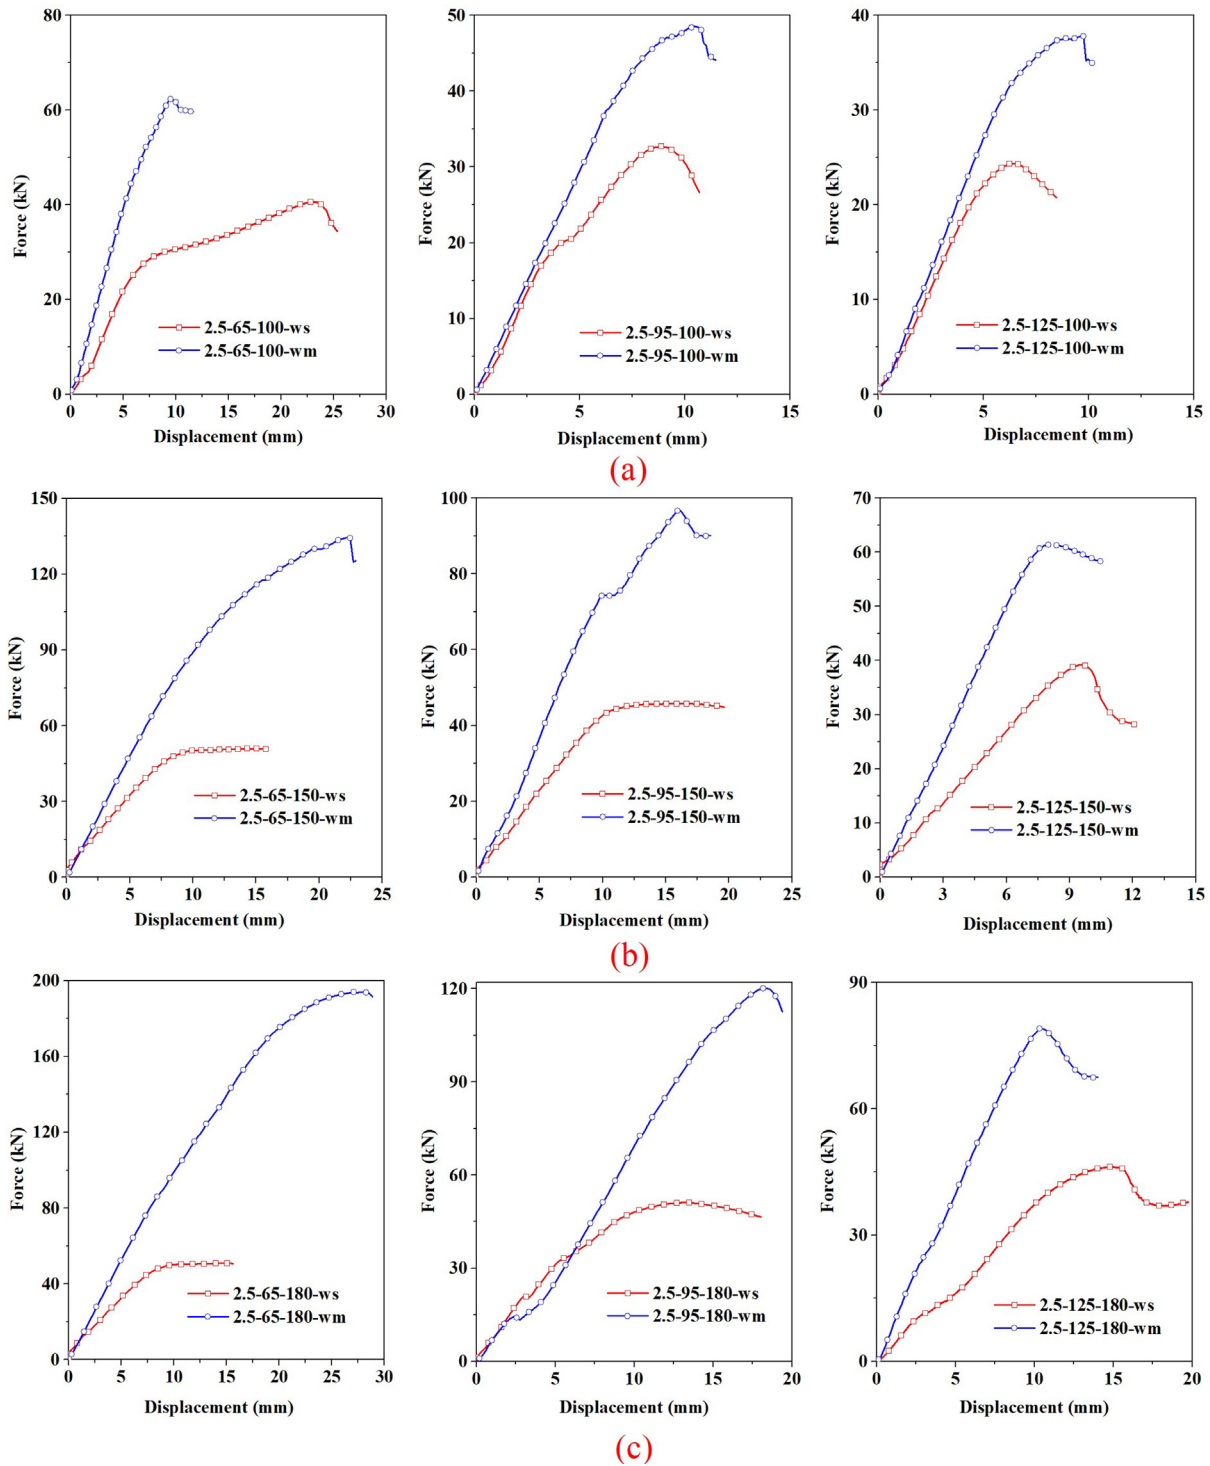 80
60
40
20
0
Force (kN)
2.5-65-100-ws
2.5-65-100-wm
0 5 10 15 20 25 30
Displacement (mm)
50
40
30
20
10
0
Force (kN)
2.5-95-100-ws
2.5-95-100-wm
0 5 10 15
Displacement (mm)
40
30
20
10
0
Force (kN)
2.5-125-100-ws
2.5-125-100-wm
0 5 10 15
Displacement (mm)
(a)
150
120
90
60
30
0
Force (kN)
2.5-65-150-ws
2.5-65-150-wm
0 5 10 15 20 25
Displacement (mm)
100
80
60
40
20
0
Force (kN)
2.5-95-150-ws
2.5-95-150-wm
0 5 10 15 20 25
Displacement (mm)
70
60
50
40
30
20
10
0
Force (kN)
2.5-125-150-ws
2.5-125-150-wm
0 3 6 9 12 15
Displacement (mm)
(b)
200
160
120
80
40
0
Force (kN)
2.5-65-180-ws
2.5-65-180-wm
0 5 10 15 20 25 30
Displacement (mm)
120
90
60
30
0
Force (kN)
2.5-95-180-ws
2.5-95-180-wm
0 5 10 15 20
Displacement (mm)
90
60
30
0
Force (kN)
2.5-125-180-ws
2.5-125-180-wm
0 5 10 15 20
Displacement (mm)
(c)